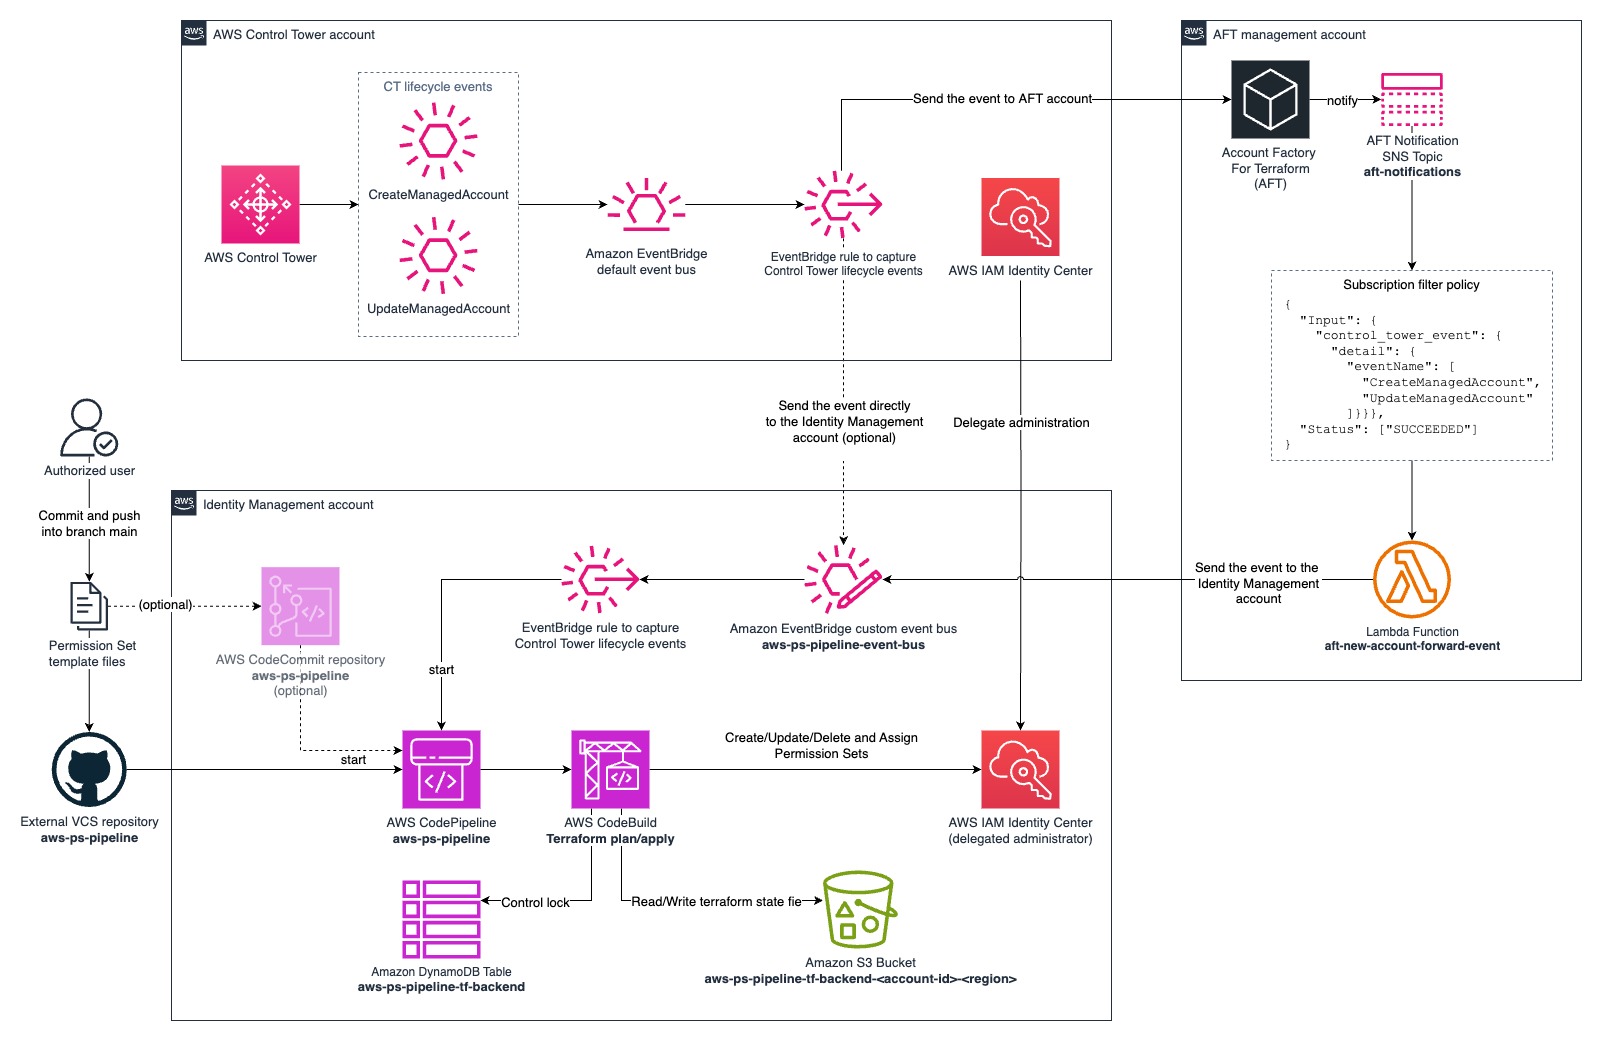 aws
AWS Control Tower account
CT lifecycle events
CreateManagedAccount
UpdateManagedAccount
AWS Control Tower
Amazon EventBridge
default event bus
EventBridge rule to capture
Control Tower lifecycle events
AWS IAM Identity Center
Send the event to AFT account
aws
AFT management account
Account Factory
For Terraform
(AFT)
notify
AFT Notification
SNS Topic
aft-notifications
Subscription filter policy
{
"Input": {
"control_tower_event": {
"detail": {
"eventName": [
"CreateManagedAccount",
"UpdateManagedAccount"
]}}},
"Status": ["SUCCEEDED"]
}
Lambda Function
aft-new-account-forward-event
Send the event to the
Identity Management
account
Send the event directly
to the Identity Management
account (optional)
Delegate administration
Authorized user
Commit and push
into branch main
Permission Set
template files
(optional)
External VCS repository
aws-ps-pipeline
aws
Identity Management account
AWS CodeCommit repository
aws-ps-pipeline
(optional)
EventBridge rule to capture
Control Tower lifecycle events
Amazon EventBridge custom event bus
aws-ps-pipeline-event-bus
start
start
AWS CodePipeline
aws-ps-pipeline
AWS CodeBuild
Terraform plan/apply
Create/Update/Delete and Assign
Permission Sets
AWS IAM Identity Center
(delegated administrator)
Control lock
Read/Write terraform state fie
Amazon DynamoDB Table
aws-ps-pipeline-tf-backend
Amazon S3 Bucket
aws-ps-pipeline-tf-backend-<account-id>-<region>